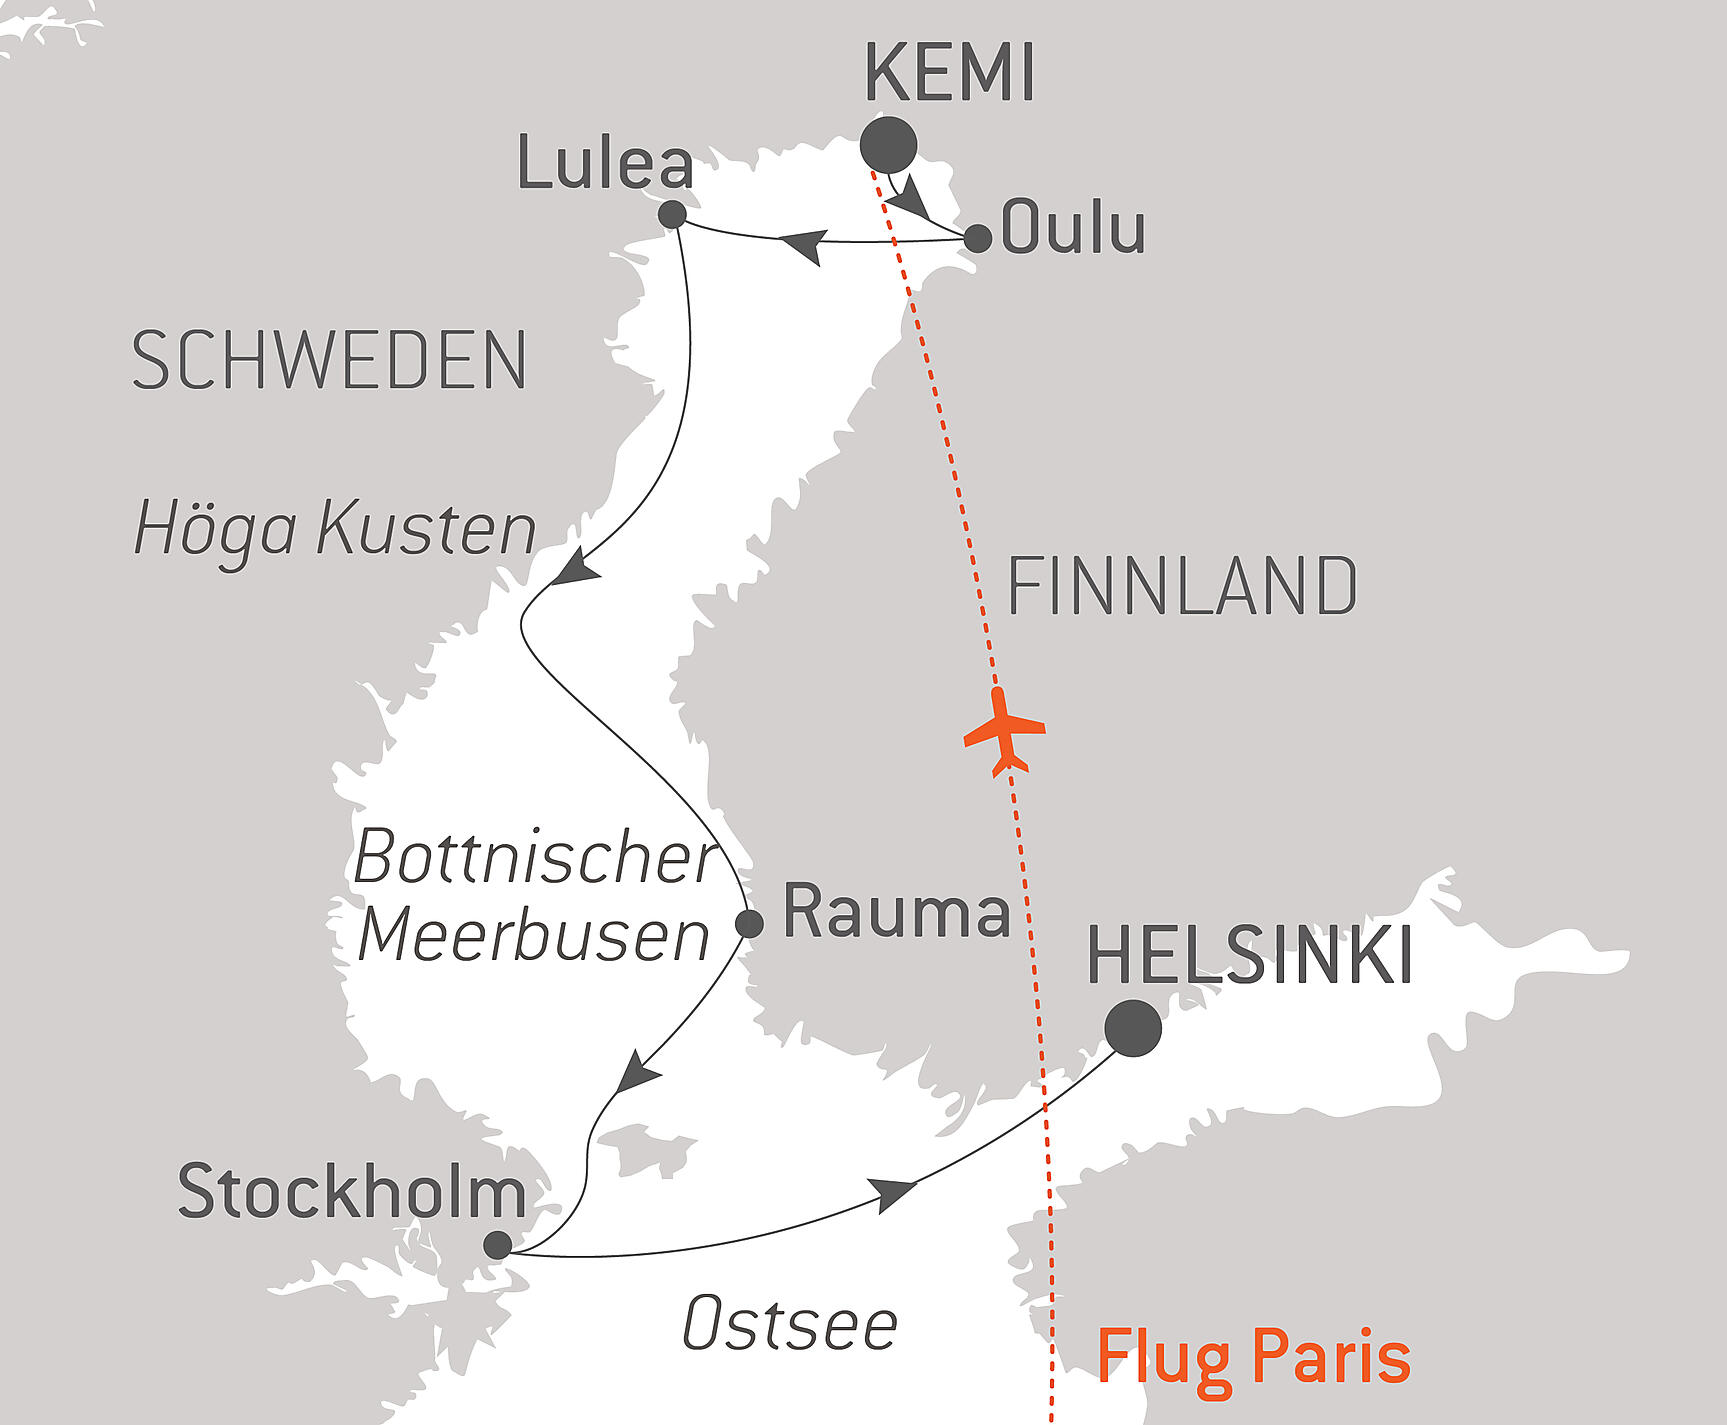 KEMI
Lulea
Oulu
SCHWEDEN
Höga Kusten
FINNLAND
Bottnischer
Meerbusen
Rauma
HELSINKI
Stockholm
Ostsee
Flug Paris